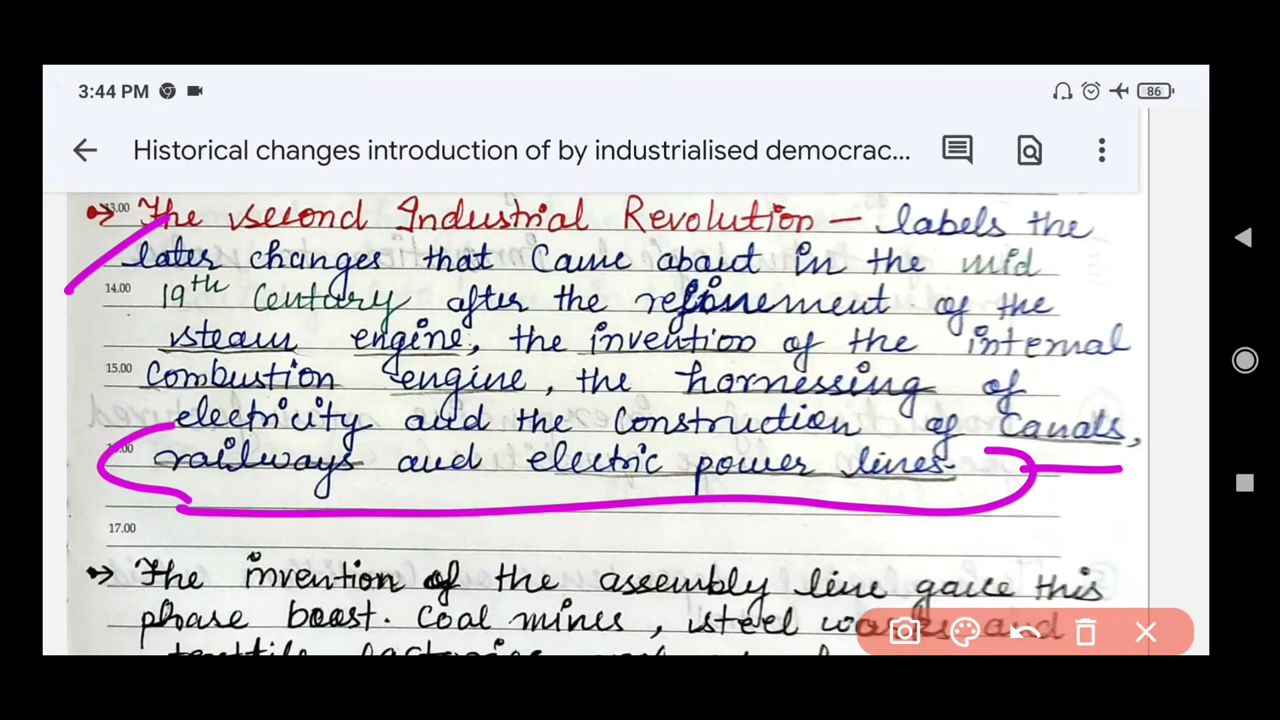 3:44 PM 86
Historical changes introduction of by industrialised democrac...
13.00 The second Industrial Revolution – labels the
later changes that came about in the mid
14.00 19th Century after the refinement of the
steam engine, the invention of the internal
15.00 Combustion engine, the harnessing of
electricity and the construction of Canals,
railways and electric power lines.
17.00
The invention of the assembly line gave this
phase boost. Coal mines, steel works and